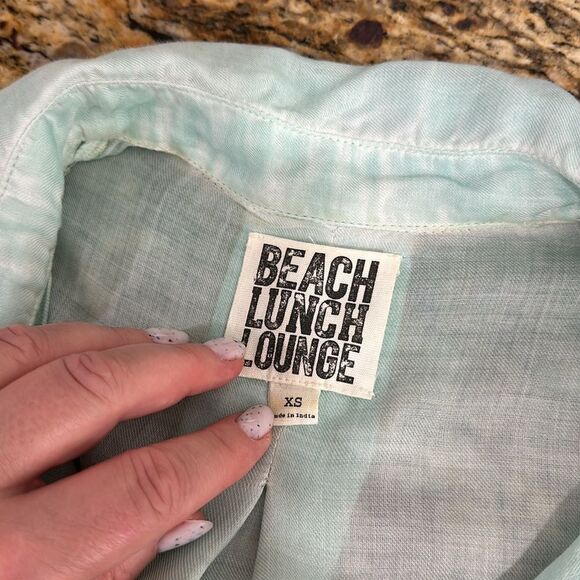 BEACH
LUNCH
LOUNGE
XS
made in India